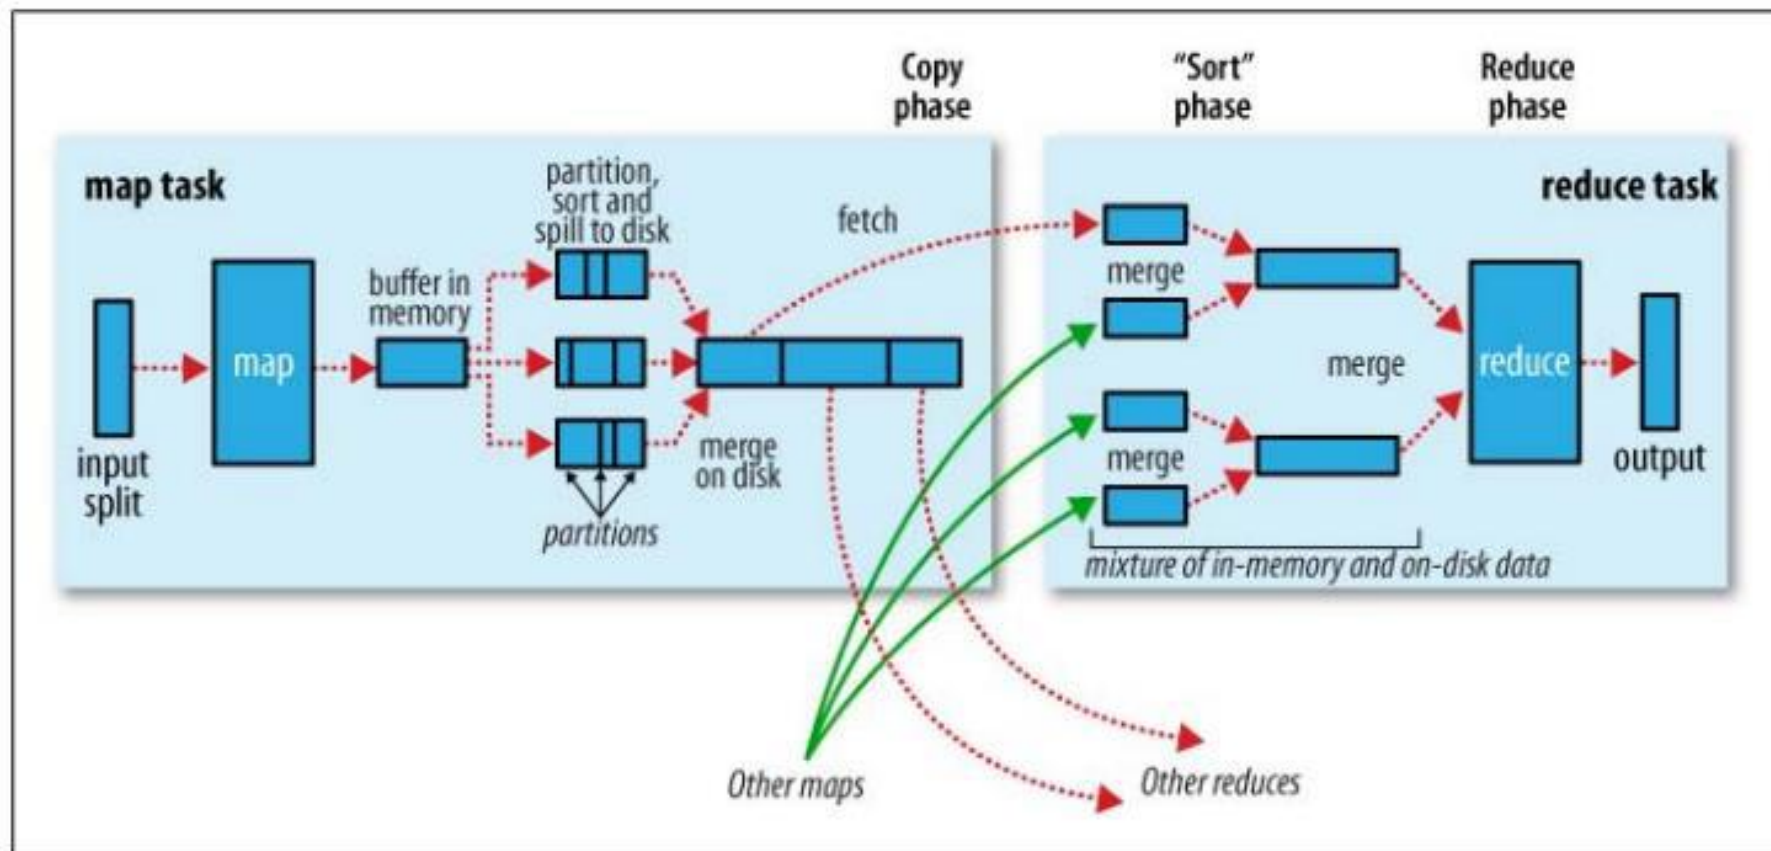 Copy
phase
“Sort”
phase
Reduce
phase
map task
partition,
sort and
spill to disk
fetch
reduce task
buffer in
memory
merge
map
merge
reduce
input
split
merge
on disk
merge
output
partitions
mixture of in-memory and on-disk data
Other maps
Other reduces